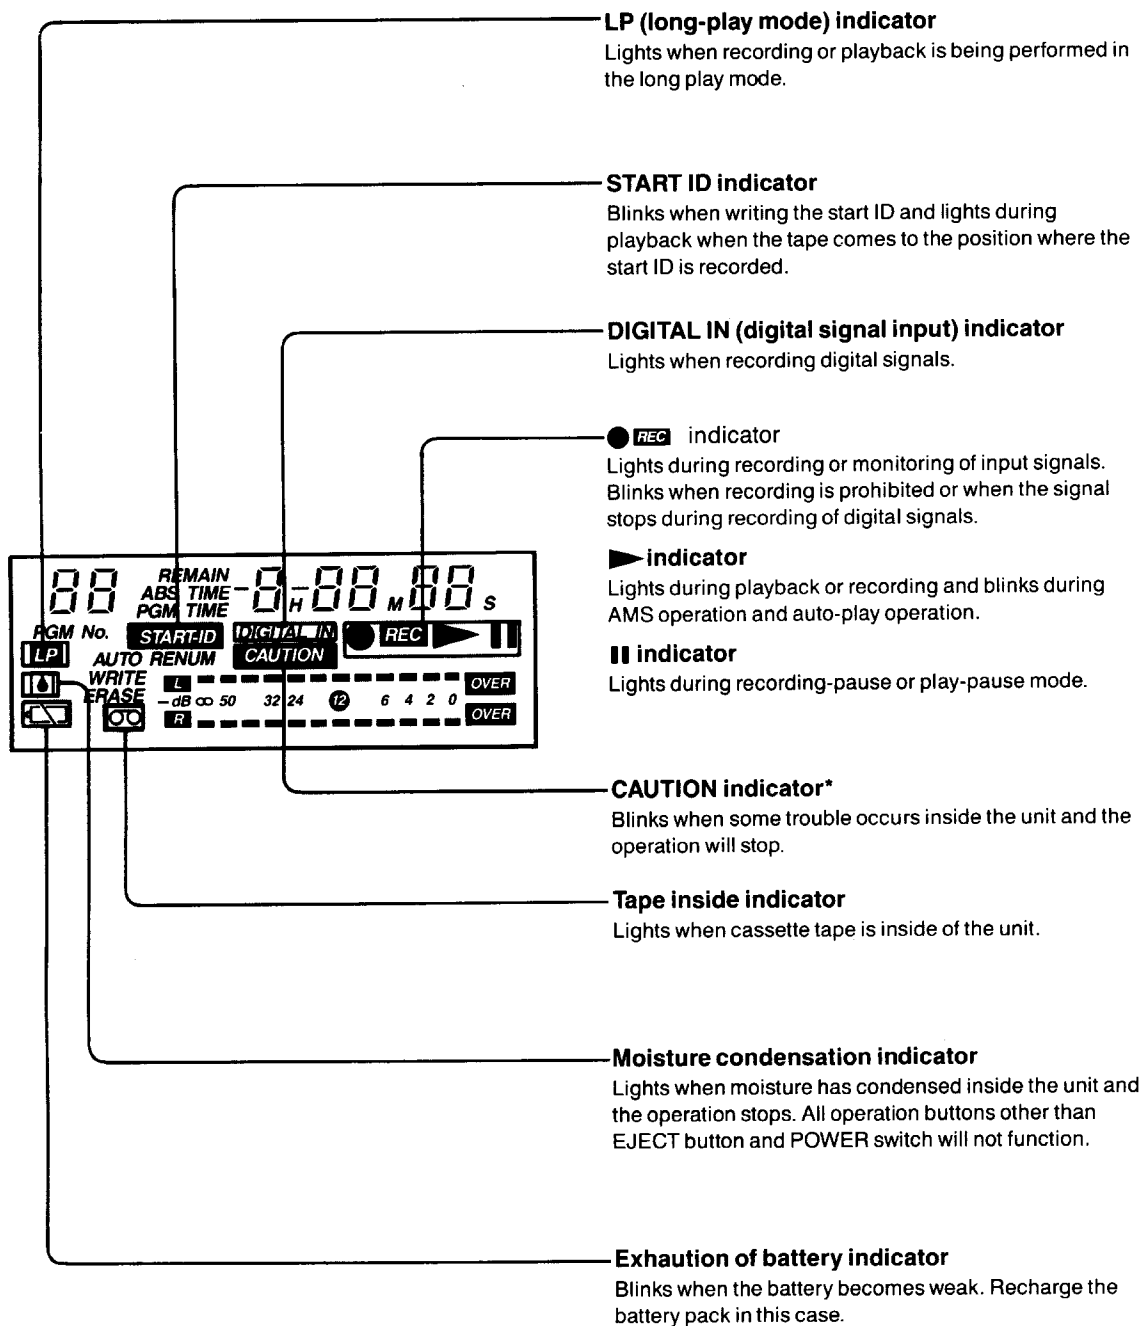 LP (long-play mode) indicator
Lights when recording or playback is being performed in
the long play mode.
START ID indicator
Blinks when writing the start ID and lights during
playback when the tape comes to the position where the
start ID is recorded.
DIGITAL IN (digital signal input) indicator
Lights when recording digital signals.
REC indicator
Lights during recording or monitoring of input signals.
Blinks when recording is prohibited or when the signal
stops during recording of digital signals.
indicator
Lights during playback or recording and blinks during
AMS operation and auto-play operation.
indicator
Lights during recording-pause or play-pause mode.
88 REMAIN
ABS TIME -8H-88M88S
PGM TIME
PGM No. START-ID DIGITAL IN REC
LP AUTO RENUM CAUTION
WRITE L OVER
ERASE -dB ∞ 50 32 24 12 6 4 2 0
R OVER
CAUTION indicator*
Blinks when some trouble occurs inside the unit and the
operation will stop.
Tape inside indicator
Lights when cassette tape is inside of the unit.
Moisture condensation indicator
Lights when moisture has condensed inside the unit and
the operation stops. All operation buttons other than
EJECT button and POWER switch will not function.
Exhaution of battery indicator
Blinks when the battery becomes weak. Recharge the
battery pack in this case.